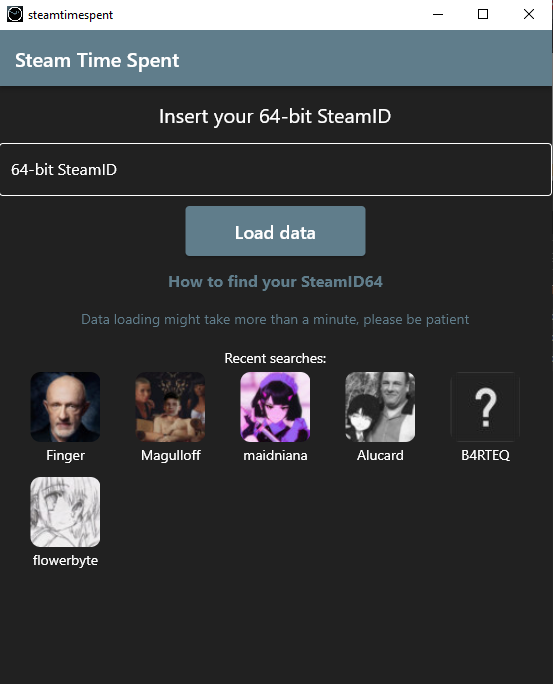 steamtimespent
Steam Time Spent
Insert your 64-bit SteamID
64-bit SteamID
Load data
How to find your SteamID64
Data loading might take more than a minute, please be patient
Recent searches:
Finger Magulloff maidniana Alucard B4RTEQ
flowerbyte